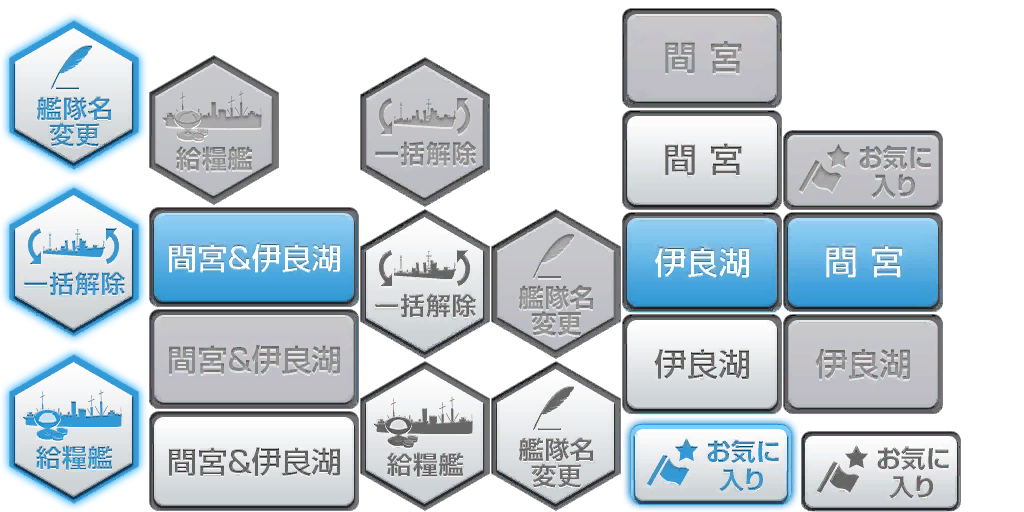 艦隊名
変更
一括解除
給糧艦
給糧艦
間宮&伊良湖
間宮&伊良湖
間宮&伊良湖
一括解除
一括解除
給糧艦
艦隊名
変更
艦隊名
変更
間宮
間宮
伊良湖
伊良湖
お気に
入り
お気に
入り
間宮
伊良湖
お気に
入り